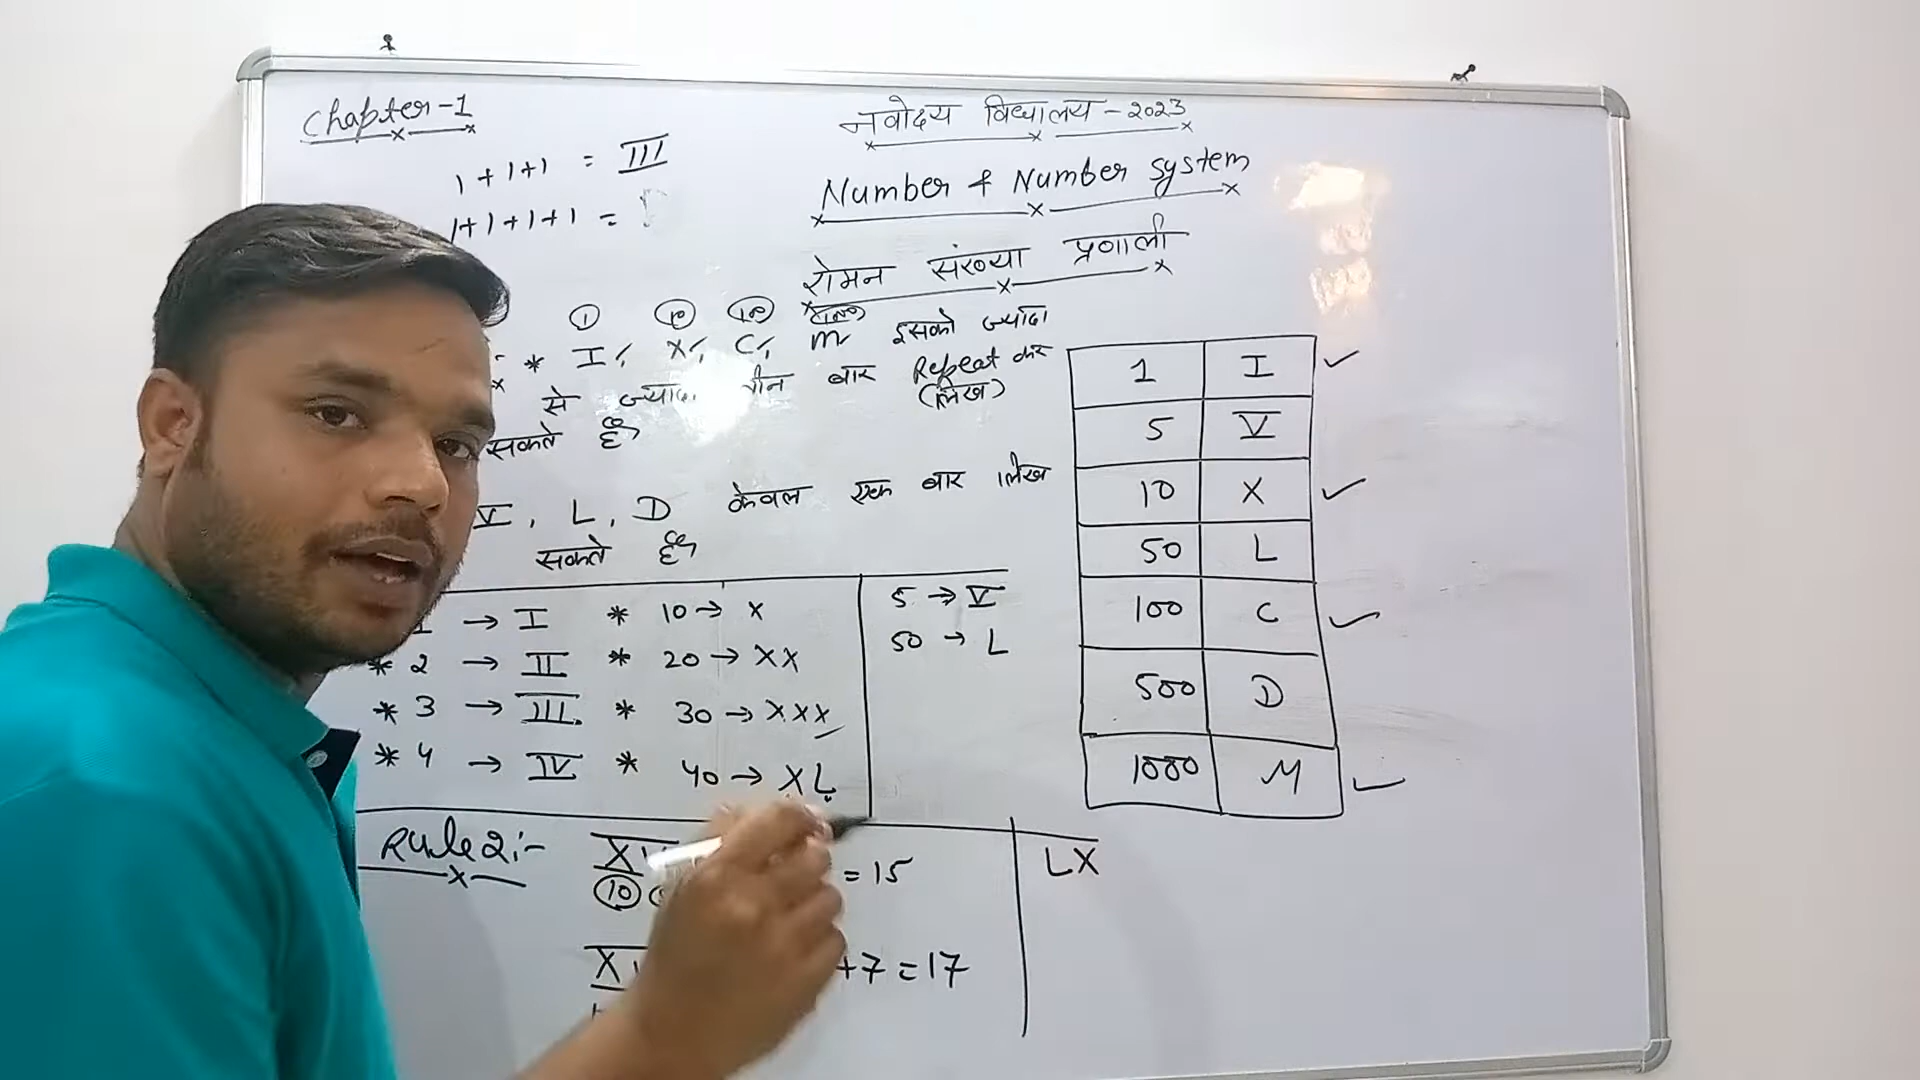 Chapter-1
नवोदय विद्यालय - 2023
1+1+1 = III
1+1+1+1 =
Number & Number system
रोमन संख्या प्रणाली
1 10 100 1000
* I, X, C, M इसको ज्यादा
से ज्यादा तीन बार Repeat कर
(लिख)
सकते हैं
V, L, D केवल एक बार लिख
सकते हैं
1 → I * 10 → X
* 2 → II * 20 → XX
* 3 → III * 30 → XXX
* 4 → IV * 40 → XL
5 → V
50 → L
1 I ✓
5 V
10 X ✓
50 L
100 C ✓
500 D
1000 M ✓
Rule 2:-
= 15
10
+7 = 17
LX